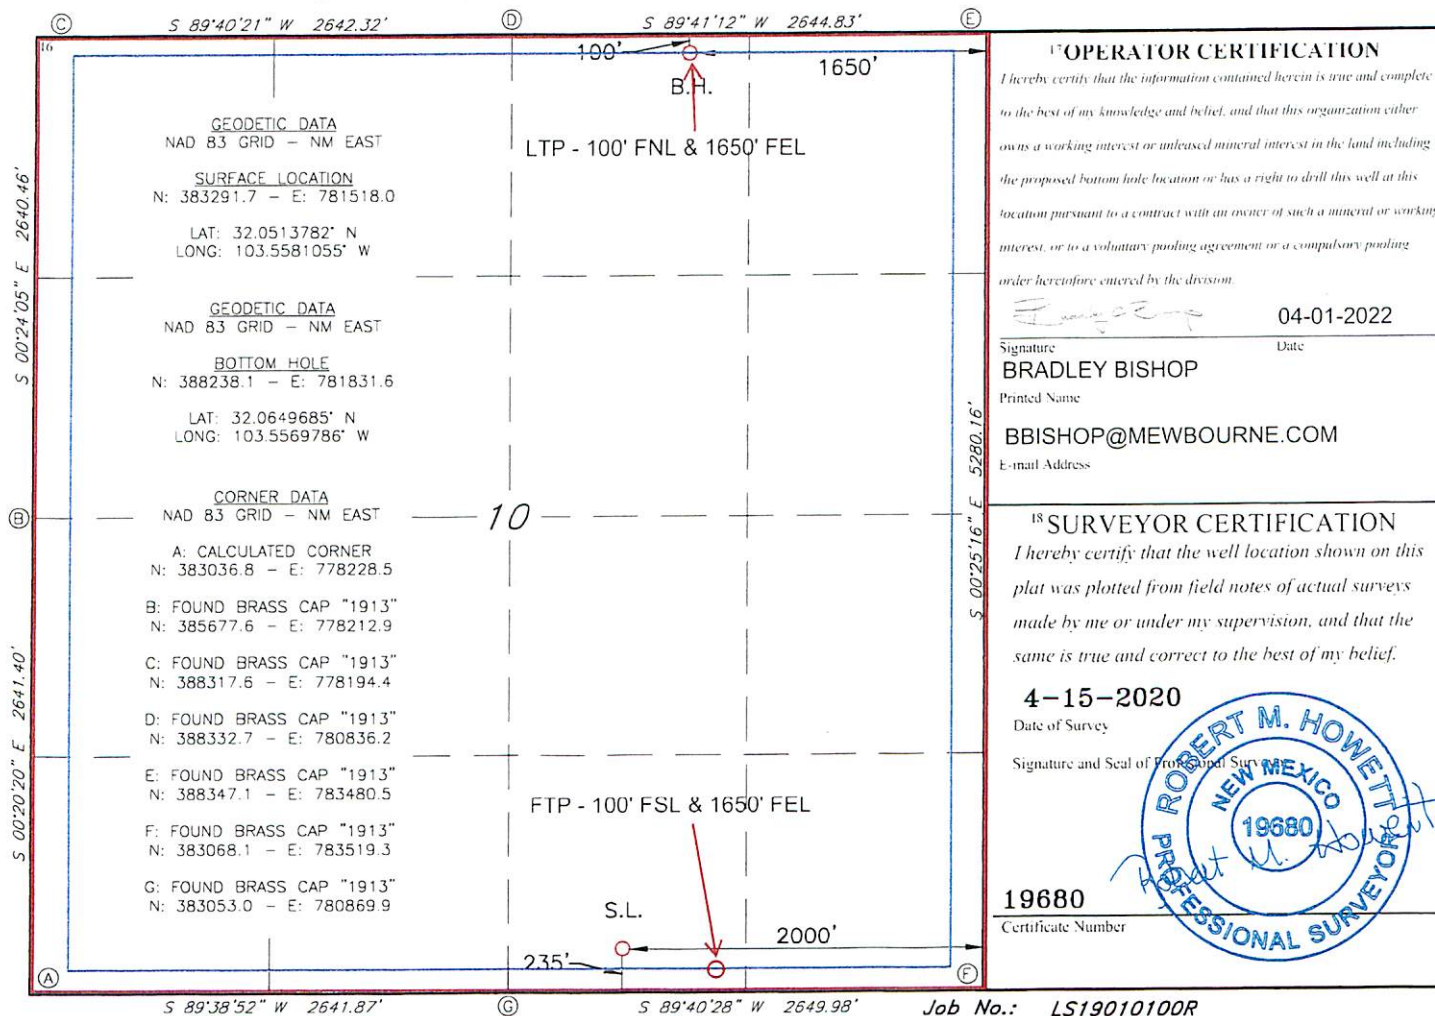 S 89°40'21" W 2642.32'
S 89°41'12" W 2644.83'
C
D
E
16
100'
1650'
B.H.
LTP - 100' FNL & 1650' FEL
GEODETIC DATA
NAD 83 GRID – NM EAST
SURFACE LOCATION
N: 383291.7 – E: 781518.0
LAT: 32.0513782° N
LONG: 103.5581055° W
GEODETIC DATA
NAD 83 GRID – NM EAST
BOTTOM HOLE
N: 388238.1 – E: 781831.6
LAT: 32.0649685° N
LONG: 103.5569786° W
CORNER DATA
NAD 83 GRID – NM EAST
A: CALCULATED CORNER
N: 383036.8 – E: 778228.5
B: FOUND BRASS CAP "1913"
N: 385677.6 – E: 778212.9
C: FOUND BRASS CAP "1913"
N: 388317.6 – E: 778194.4
D: FOUND BRASS CAP "1913"
N: 388332.7 – E: 780836.2
E: FOUND BRASS CAP "1913"
N: 388347.1 – E: 783480.5
F: FOUND BRASS CAP "1913"
N: 383068.1 – E: 783519.3
G: FOUND BRASS CAP "1913"
N: 383053.0 – E: 780869.9
S 00°24'05" E 2640.46'
B
S 00°20'20" E 2641.40'
10
S 00°25'16" E 5280.16'
FTP - 100' FSL & 1650' FEL
S.L.
2000'
235'
A
F
S 89°38'52" W 2641.87'
G
S 89°40'28" W 2649.98'
17 OPERATOR CERTIFICATION
I hereby certify that the information contained herein is true and complete
to the best of my knowledge and belief, and that this organization either
owns a working interest or unleased mineral interest in the land including
the proposed bottom hole location or has a right to drill this well at this
location pursuant to a contract with an owner of such a mineral or working
interest, or to a voluntary pooling agreement or a compulsory pooling
order heretofore entered by the division.
04-01-2022
Signature Date
BRADLEY BISHOP
Printed Name
BBISHOP@MEWBOURNE.COM
E-mail Address
18 SURVEYOR CERTIFICATION
I hereby certify that the well location shown on this
plat was plotted from field notes of actual surveys
made by me or under my supervision, and that the
same is true and correct to the best of my belief.
4-15-2020
Date of Survey
Signature and Seal of Professional Surveyor
ROBERT M. HOWETT
NEW MEXICO
19680
PROFESSIONAL SURVEYOR
Robert M. Howett
19680
Certificate Number
Job No.: LS19010100R